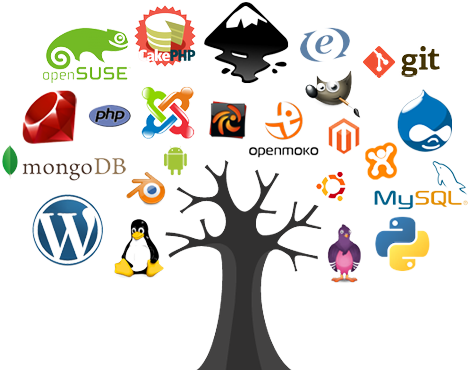 openSUSE
CakePHP
e
git
php
openmoko
mongoDB
MySQL
W